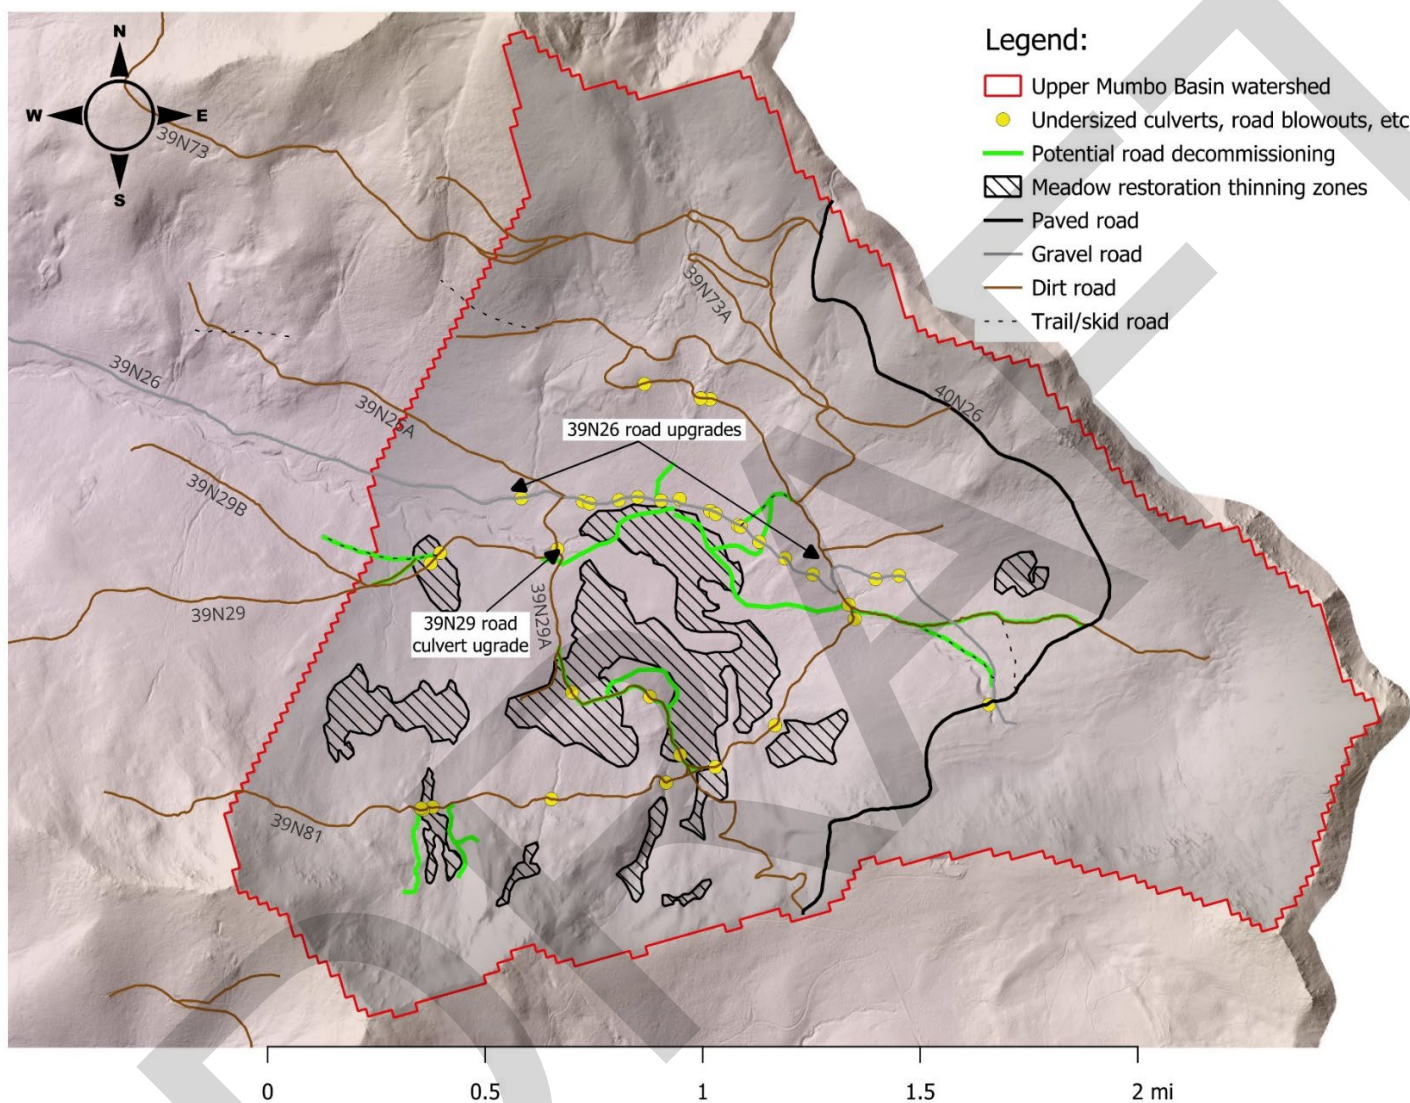 Legend:
Upper Mumbo Basin watershed
Undersized culverts, road blowouts, etc
Potential road decommissioning
Meadow restoration thinning zones
Paved road
Gravel road
Dirt road
Trail/skid road
N
W
E
S
39N73
39N73A
39N26
39N26A
40N26
39N26 road upgrades
39N29B
39N29
39N29A
39N29 road
culvert ugrade
39N81
0
0.5
1
1.5
2 mi
DRAFT